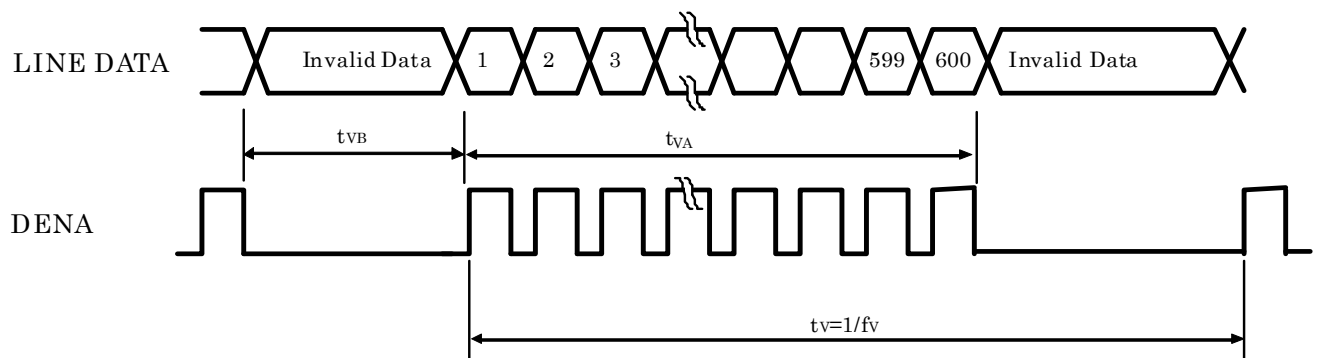 LINE DATA Invalid Data 1 2 3 599 600 Invalid Data
tVB tVA
DENA
tV=1/fV